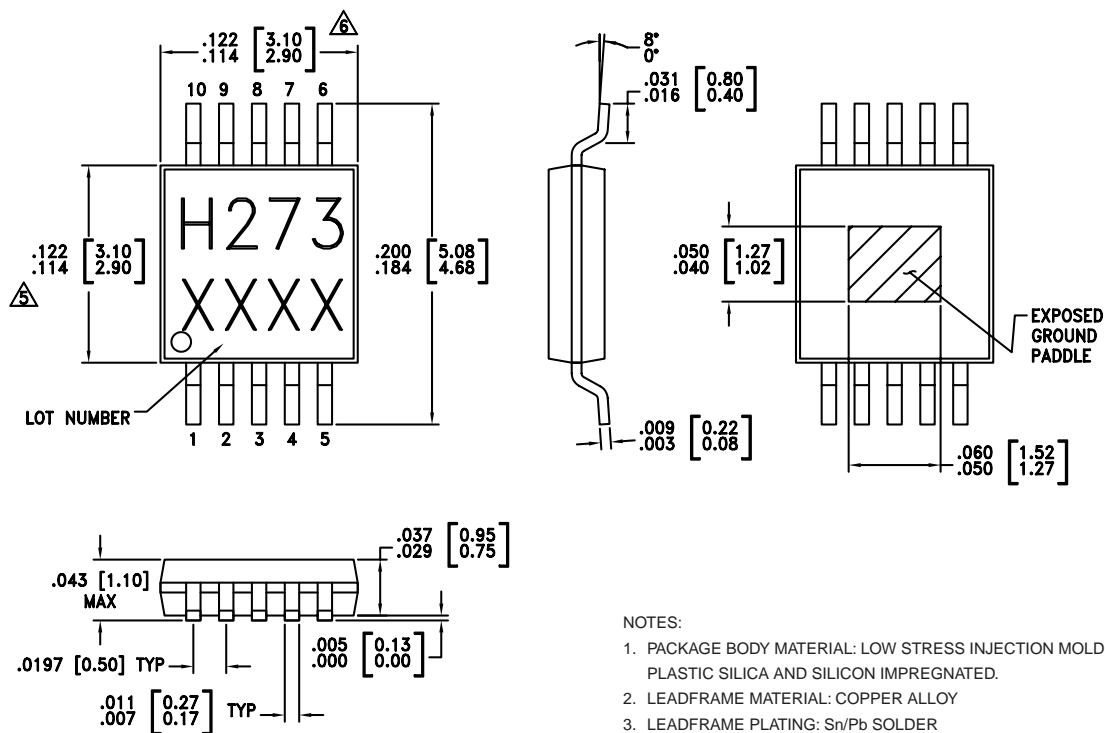 6
.122 [3.10]
.114 [2.90]
10 9 8 7 6
H273
XXXX
.122 [3.10]
.114 [2.90]
5
.200 [5.08]
.184 [4.68]
LOT NUMBER
1 2 3 4 5
8°
0°
.031 [0.80]
.016 [0.40]
.009 [0.22]
.003 [0.08]
.050 [1.27]
.040 [1.02]
EXPOSED
GROUND
PADDLE
.060 [1.52]
.050 [1.27]
.037 [0.95]
.029 [0.75]
.043 [1.10]
MAX
.005 [0.13]
.000 [0.00]
.0197 [0.50] TYP
.011 [0.27]
.007 [0.17]
TYP
NOTES:
1. PACKAGE BODY MATERIAL: LOW STRESS INJECTION MOLD
PLASTIC SILICA AND SILICON IMPREGNATED.
2. LEADFRAME MATERIAL: COPPER ALLOY
3. LEADFRAME PLATING: Sn/Pb SOLDER